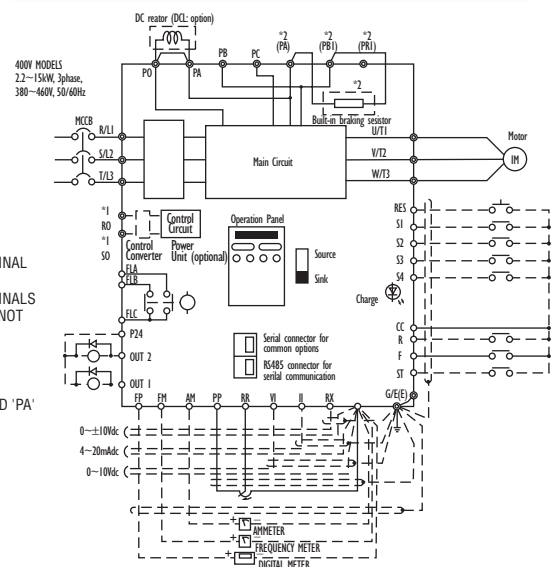 DC reator (DCL: option)
400V MODELS
2.2~15kW, 3phase,
380~460V, 50/60Hz
PO
PA
PB
PC
*2
(PA)
*2
(PB1)
*2
(PR1)
*2
Built-in braking sesistor
MCCB
R/L1
S/L2
T/L3
Main Circuit
U/T1
V/T2
W/T3
Motor
IM
*1
RO
*1
SO
Control
Circuit
Control
Converter
Power
Unit (optional)
Operation Panel
Source
Sink
Charge
RES
S1
S2
S3
S4
CC
R
F
ST
G/E(E)
INAL
INALS
NOT
D 'PA'
FLA
FLB
FLC
P24
OUT 2
OUT 1
Serial connector for
common options
RS485 connector for
serilal communication
FP
FM
AM
PP
RR
VI
II
RX
0~±10Vdc
4~20mAdc
0~10Vdc
+ −
AMMETER
+ −
FREQUENCY METER
+ −
DIGITAL METER